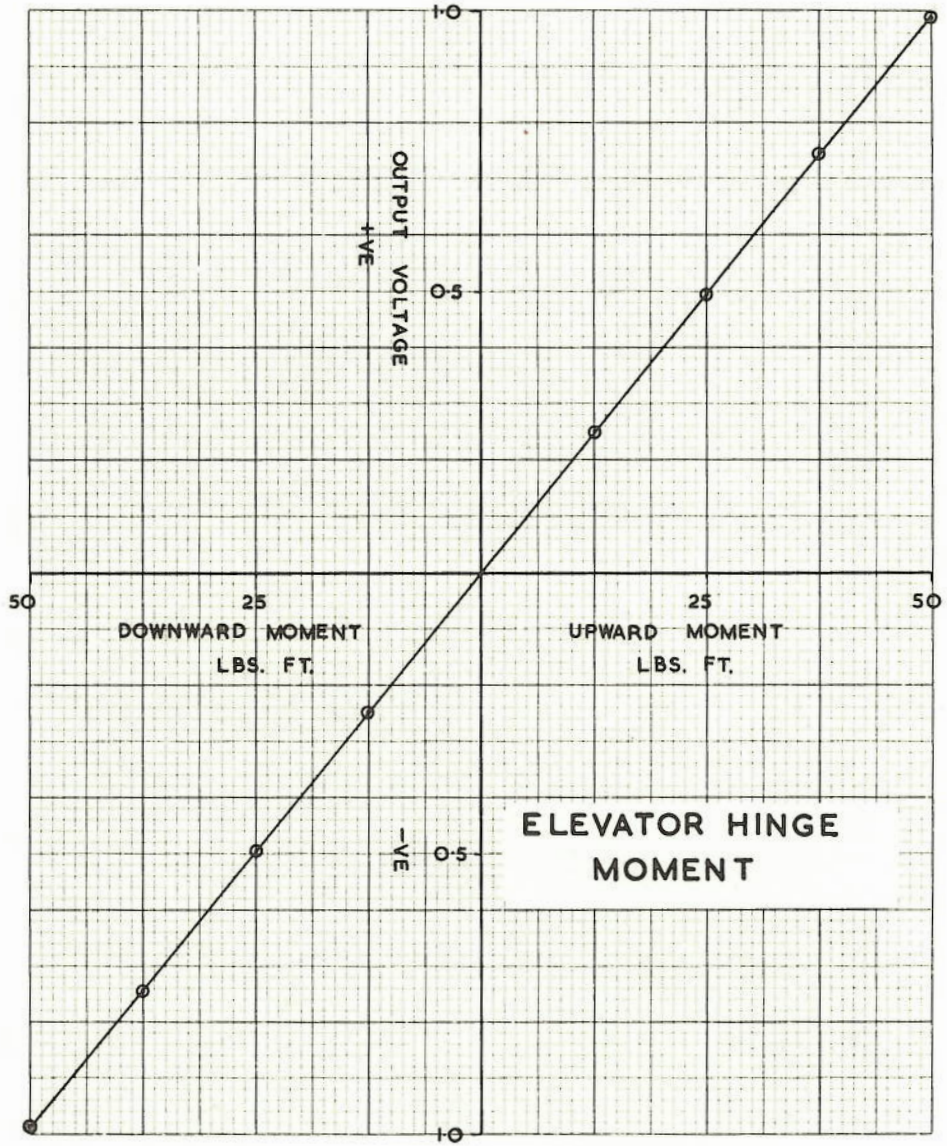 1·0
OUTPUT VOLTAGE
+VE
0·5
50
25
25
50
DOWNWARD MOMENT
LBS. FT.
UPWARD MOMENT
LBS. FT.
-VE
0·5
ELEVATOR HINGE
MOMENT
1·0